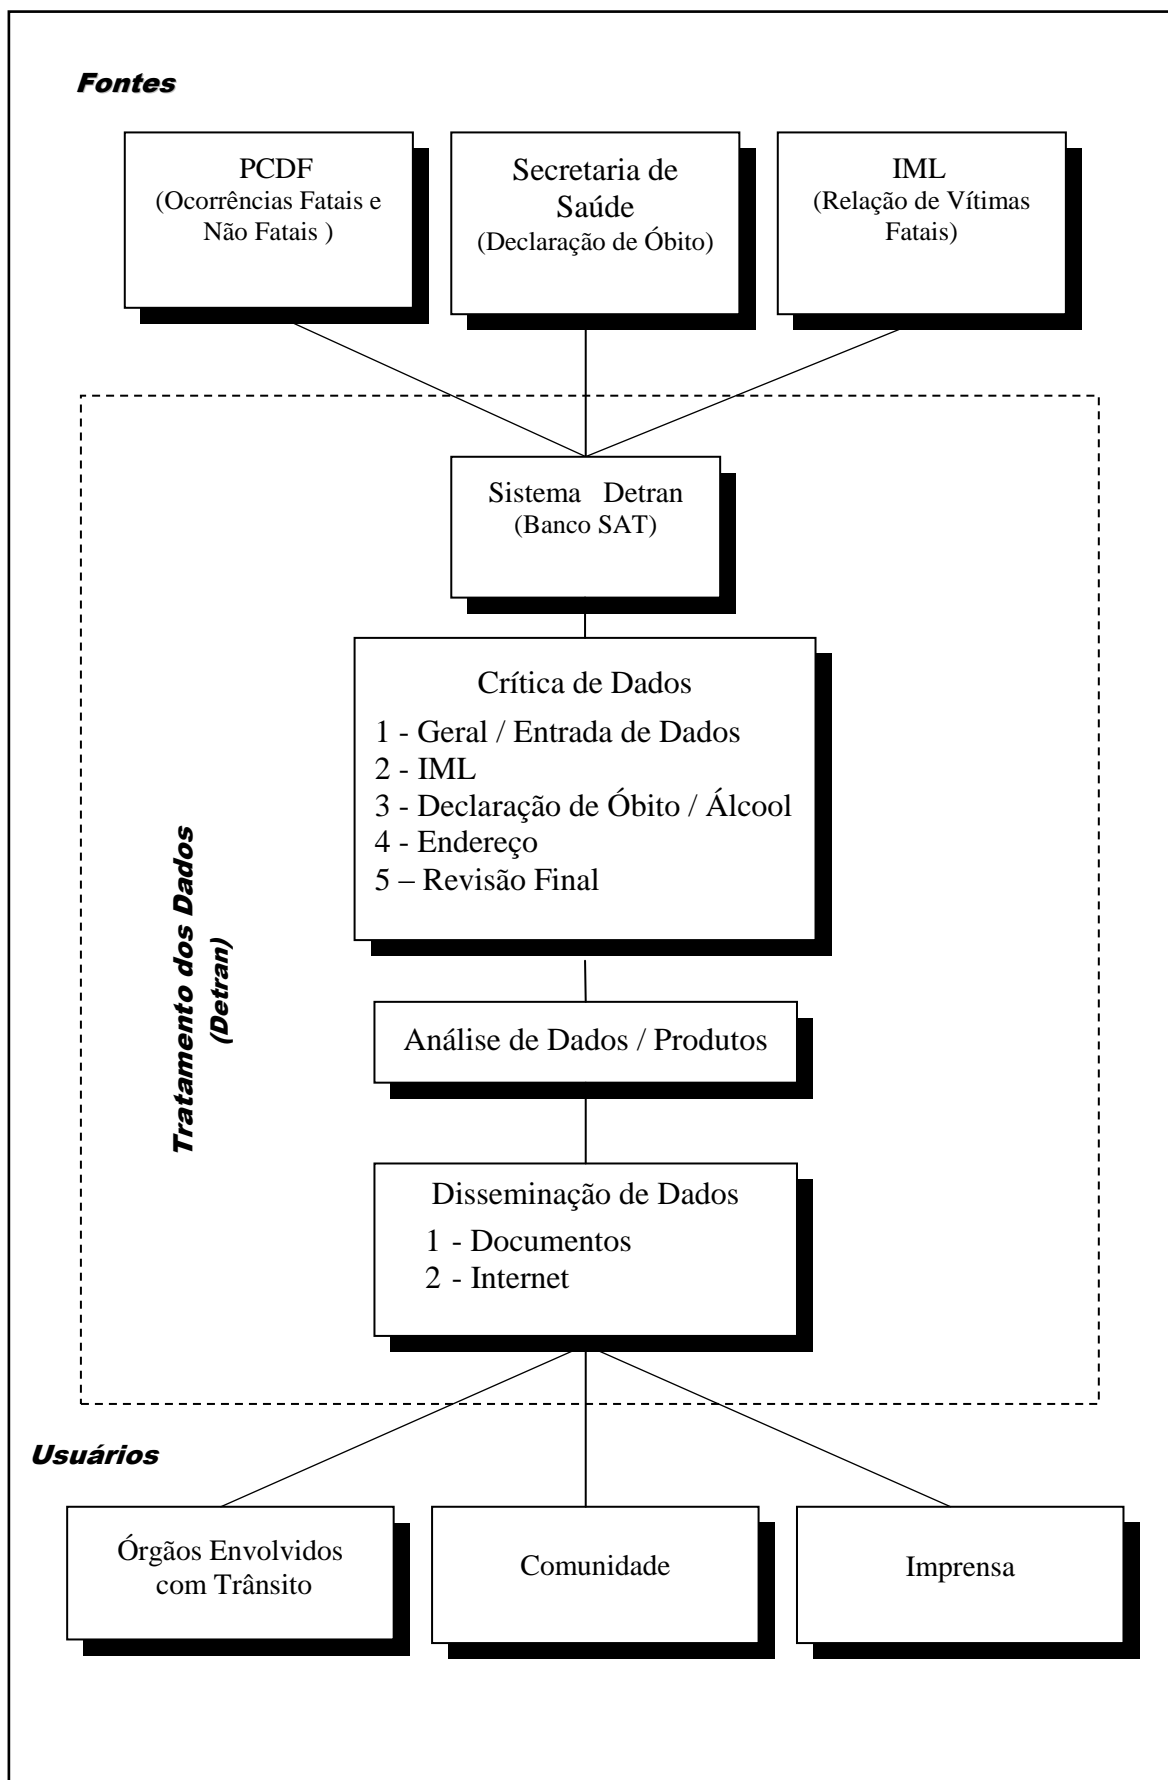 Fontes
PCDF
(Ocorrências Fatais e
Não Fatais )
Secretaria de
Saúde
(Declaração de Óbito)
IML
(Relação de Vítimas
Fatais)
Sistema Detran
(Banco SAT)
Crítica de Dados
1 - Geral / Entrada de Dados
2 - IML
3 - Declaração de Óbito / Álcool
4 - Endereço
5 – Revisão Final
Tratamento dos Dados
(Detran)
Análise de Dados / Produtos
Disseminação de Dados
1 - Documentos
2 - Internet
Usuários
Órgãos Envolvidos
com Trânsito
Comunidade
Imprensa